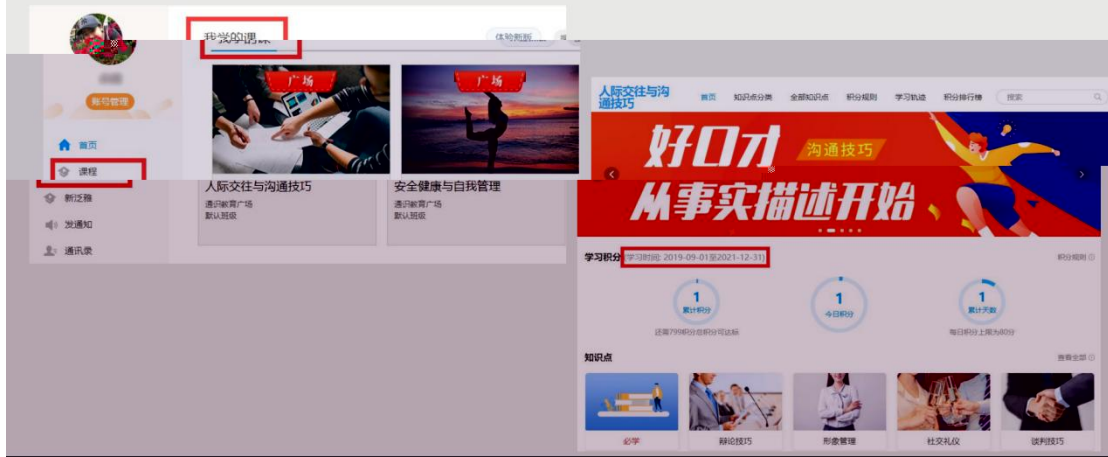 我学的课
体验新版
账号管理
首页
课程
新泛雅
发通知
通讯录
广场
广场
人际交往与沟通技巧
通识教育广场
默认班级
安全健康与自我管理
通识教育广场
默认班级
人际交往与沟
通技巧
首页 知识点分类 全部知识点 积分规则 学习轨迹 积分排行榜 搜索
好口才 沟通技巧
从事实描述开始
学习积分 (学习时间: 2019-09-01至2021-12-31) 积分规则
1
累计积分
还需799积分总积分可达标
1
今日积分
1
累计天数
每日积分上限为40分
知识点 查看全部
必学 辩论技巧 形象管理 社交礼仪 谈判技巧